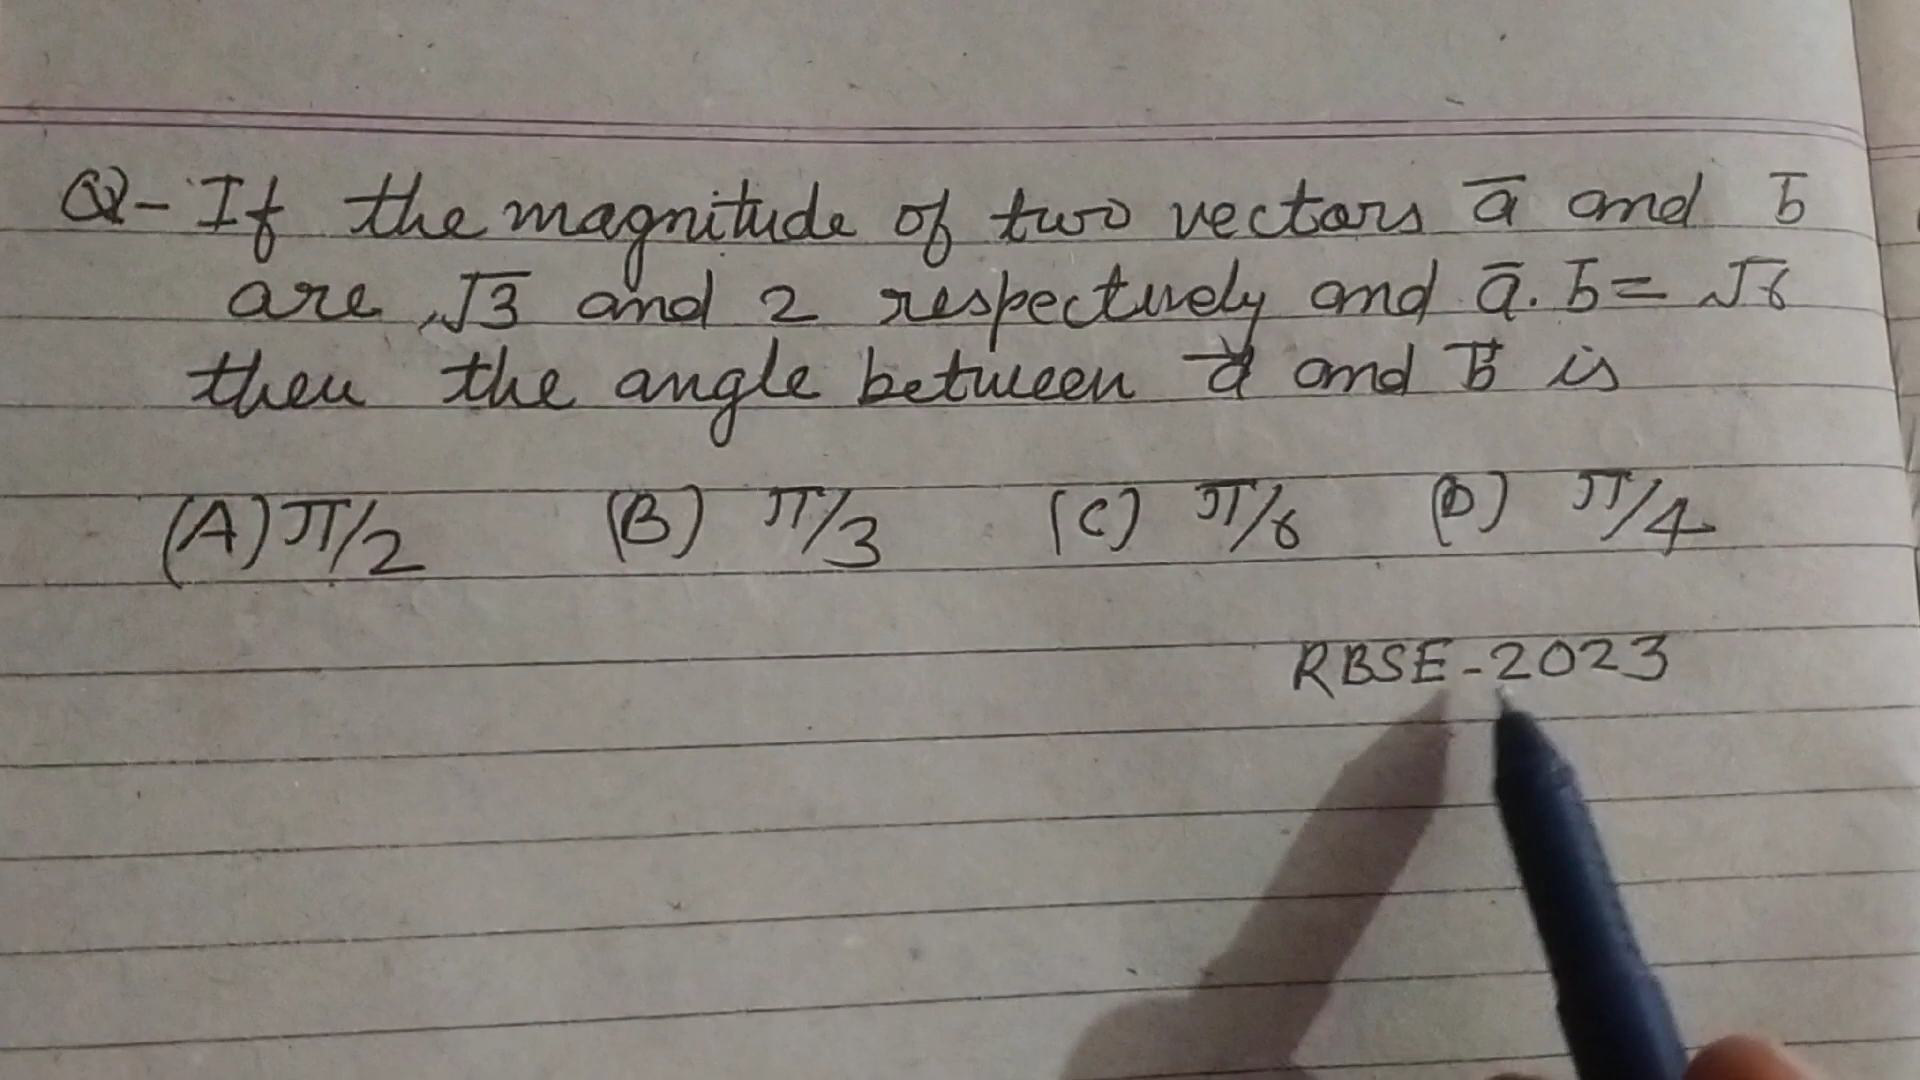 Q- If the magnitude of two vectors a̅ and b̅
are √3 and 2 respectively and a̅.b̅ = √6
then the angle between a⃗ and b⃗ is
(A) π/2 (B) π/3 (C) π/6 (D) π/4
RBSE-2023